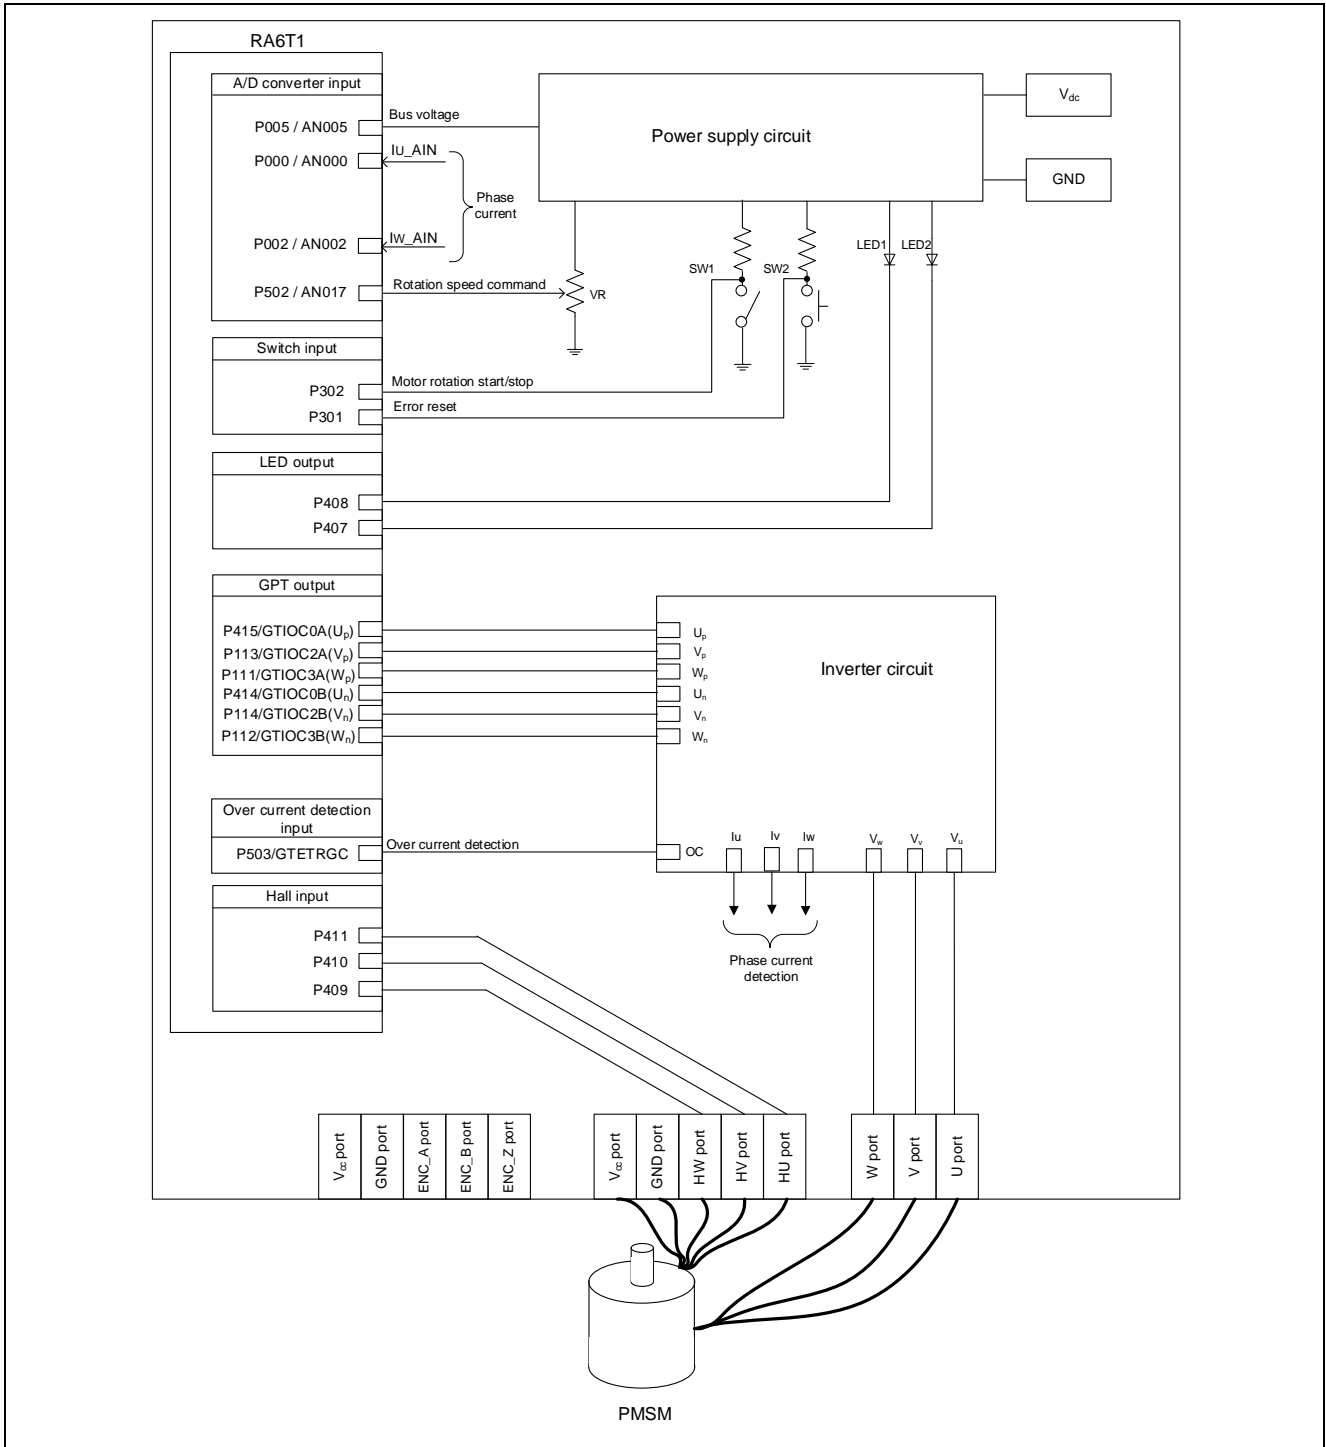 RA6T1
A/D converter input
P005 / AN005
P000 / AN000
P002 / AN002
P502 / AN017
Bus voltage
IU_AIN
Phase
current
IW_AIN
Rotation speed command
VR
Power supply circuit
Vdc
GND
SW1
SW2
LED1
LED2
Switch input
P302
P301
Motor rotation start/stop
Error reset
LED output
P408
P407
GPT output
P415/GTIOC0A(Up)
P113/GTIOC2A(Vp)
P111/GTIOC3A(Wp)
P414/GTIOC0B(Un)
P114/GTIOC2B(Vn)
P112/GTIOC3B(Wn)
Up
Vp
Wp
Un
Vn
Wn
Inverter circuit
Over current detection
input
P503/GTETRGC
Over current detection
OC
Iu
Iv
Iw
Vw
Vv
Vu
Phase current
detection
Hall input
P411
P410
P409
Vcc port
GND port
ENC_A port
ENC_B port
ENC_Z port
Vcc port
GND port
HW port
HV port
HU port
W port
V port
U port
PMSM